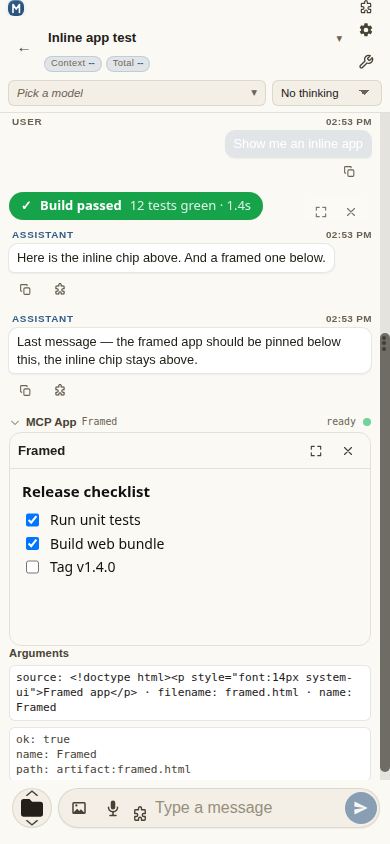 M
Inline app test
Context --
Total --
Pick a model
No thinking
USER
02:53 PM
Show me an inline app
✓ Build passed 12 tests green · 1.4s
ASSISTANT
02:53 PM
Here is the inline chip above. And a framed one below.
ASSISTANT
02:53 PM
Last message — the framed app should be pinned below
this, the inline chip stays above.
MCP App Framed
ready
Framed
Release checklist
Run unit tests
Build web bundle
Tag v1.4.0
Arguments
source: <!doctype html><p style="font:14px system-
ui">Framed app</p> · filename: framed.html · name:
Framed
ok: true
name: Framed
path: artifact:framed.html
Type a message